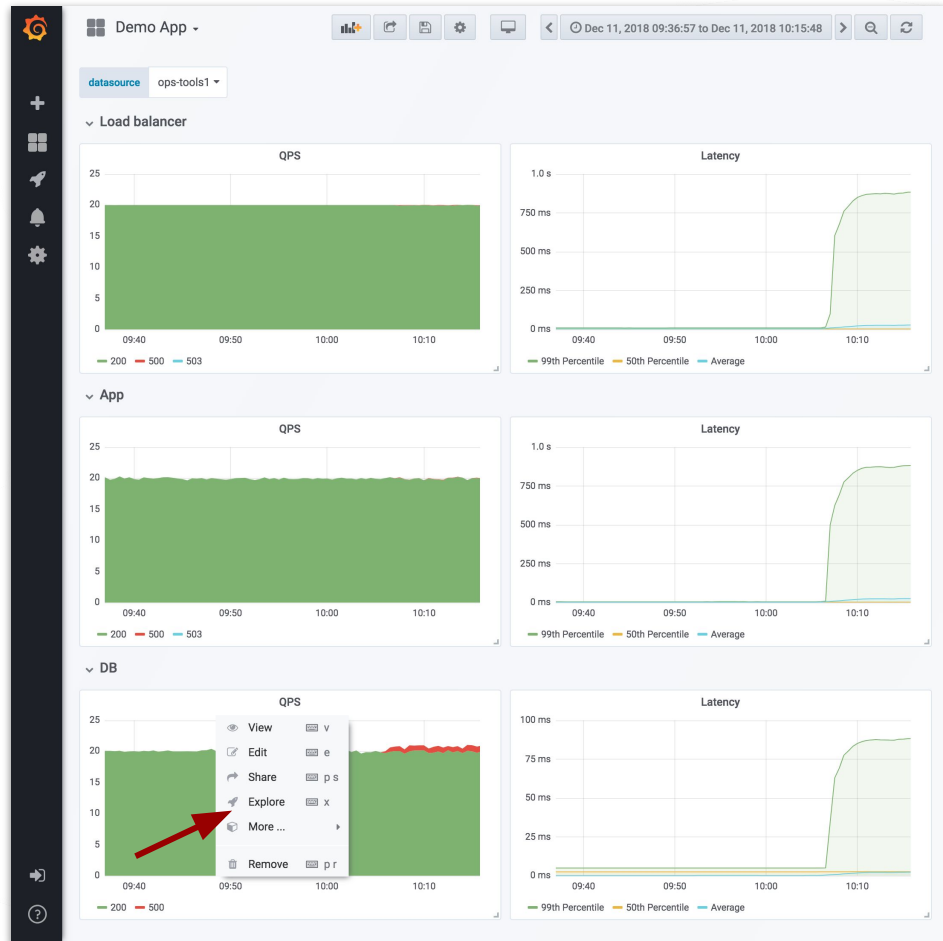 Demo App
Dec 11, 2018 09:36:57 to Dec 11, 2018 10:15:48
datasource ops-tools1
Load balancer
QPS
25
20
15
10
5
0
09:40 09:50 10:00 10:10
200 500 503
Latency
1.0 s
750 ms
500 ms
250 ms
0 ms
09:40 09:50 10:00 10:10
99th Percentile 50th Percentile Average
App
QPS
25
20
15
10
5
0
09:40 09:50 10:00 10:10
200 500 503
Latency
1.0 s
750 ms
500 ms
250 ms
0 ms
09:40 09:50 10:00 10:10
99th Percentile 50th Percentile Average
DB
QPS
25
20
15
10
5
0
09:40 09:50 10:00 10:10
200 500
View v
Edit e
Share p s
Explore x
More ...
Remove p r
Latency
100 ms
75 ms
50 ms
25 ms
0 ms
09:40 09:50 10:00 10:10
99th Percentile 50th Percentile Average
?